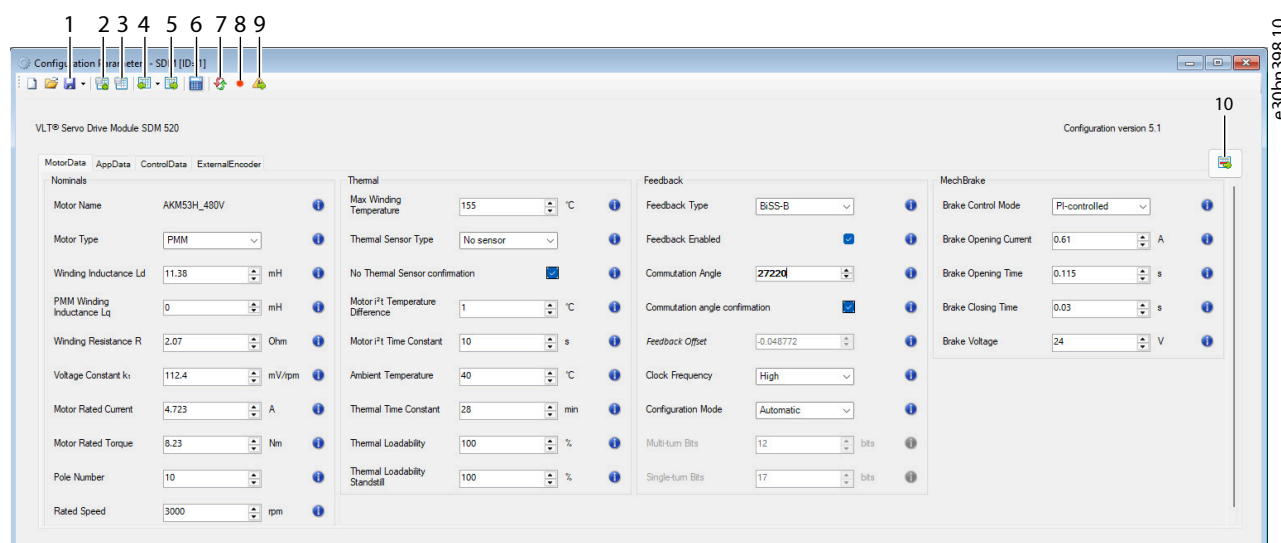 1 2 3 4 5 6 7 8 9
e30bp398.10
Configuration Parameters - SDM [ID=1]
10
VLT® Servo Drive Module SDM 520
Configuration version 5.1
MotorData AppData ControlData ExternalEncoder
Nominals
Motor Name AKM53H_480V
Motor Type PMM
Winding Inductance Ld 11.38 mH
PMM Winding
Inductance Lq 0 mH
Winding Resistance R 2.07 Ohm
Voltage Constant kt 112.4 mV/rpm
Motor Rated Current 4.723 A
Motor Rated Torque 8.23 Nm
Pole Number 10
Rated Speed 3000 rpm
Thermal
Max Winding
Temperature 155 °C
Thermal Sensor Type No sensor
No Thermal Sensor confirmation
Motor i²t Temperature
Difference 1 °C
Motor i²t Time Constant 10 s
Ambient Temperature 40 °C
Thermal Time Constant 28 min
Thermal Loadability 100 %
Thermal Loadability
Standstill 100 %
Feedback
Feedback Type BiSS-B
Feedback Enabled
Commutation Angle 27220
Commutation angle confirmation
Feedback Offset -0.048772
Clock Frequency High
Configuration Mode Automatic
Multi-turn Bits 12 bits
Single-turn Bits 17 bits
MechBrake
Brake Control Mode PI-controlled
Brake Opening Current 0.61 A
Brake Opening Time 0.115 s
Brake Closing Time 0.03 s
Brake Voltage 24 V